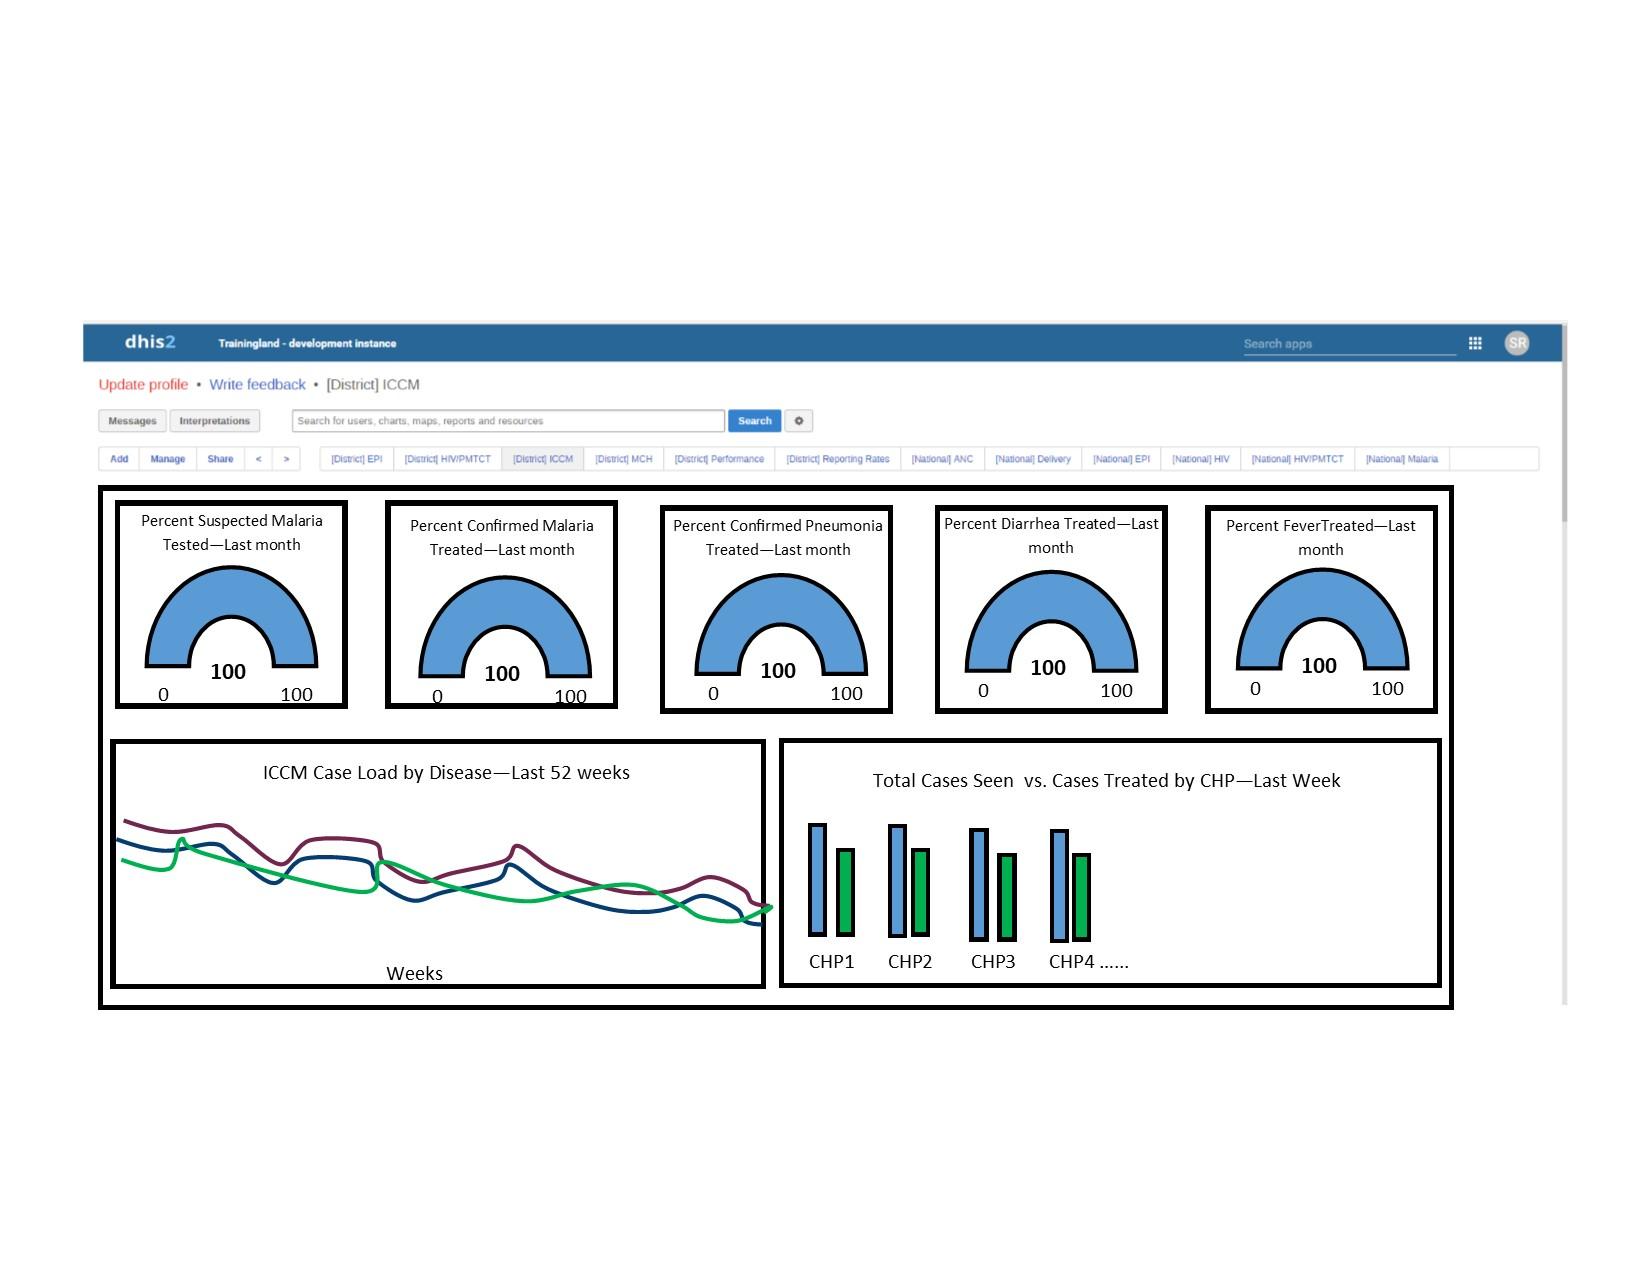 dhis2 Trainingland - development instance Search apps SR
Update profile • Write feedback • [District] ICCM
Messages Interpretations Search for users, charts, maps, reports and resources Search
Add Manage Share < > [District] EPI [District] HIV/PMTCT [District] ICCM [District] MCH [District] Performance [District] Reporting Rates [National] ANC [National] Delivery [National] EPI [National] HIV [National] HIV/PMTCT [National] Malaria
Percent Suspected Malaria
Tested—Last month
100
0 100
Percent Confirmed Malaria
Treated—Last month
100
0 100
Percent Confirmed Pneumonia
Treated—Last month
100
0 100
Percent Diarrhea Treated—Last
month
100
0 100
Percent FeverTreated—Last
month
100
0 100
ICCM Case Load by Disease—Last 52 weeks
Weeks
Total Cases Seen  vs. Cases Treated by CHP—Last Week
CHP1 CHP2 CHP3 CHP4 ......